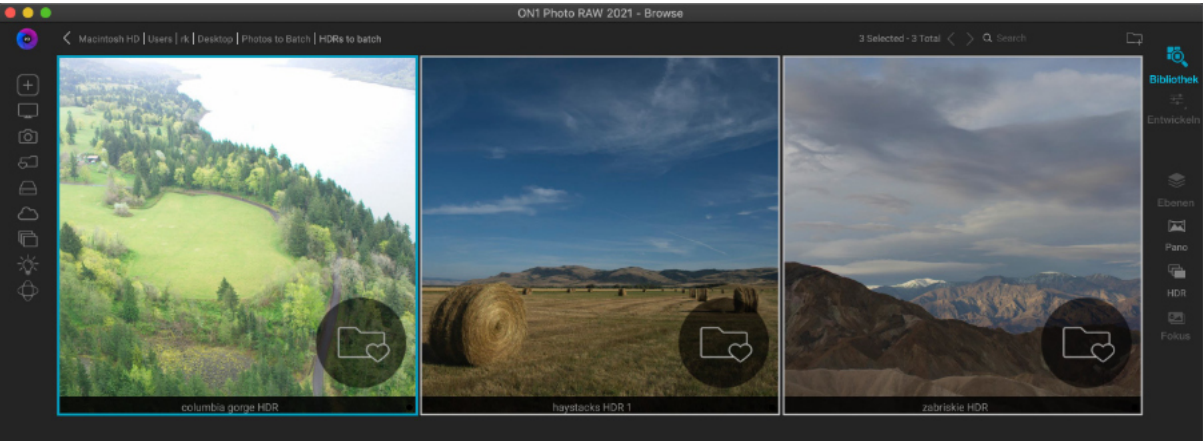 ON1 Photo RAW 2021 - Browse
Macintosh HD | Users | rk | Desktop | Photos to Batch | HDRs to batch
3 Selected - 3 Total
Search
Bibliothek
Entwickeln
Ebenen
Pano
HDR
Fokus
columbia gorge HDR
haystacks HDR 1
zabriskie HDR